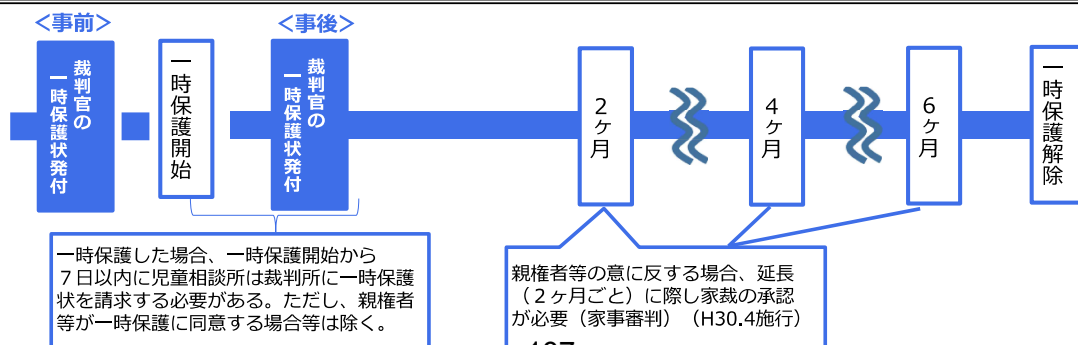 ＜事前＞
＜事後＞
裁判官の
一時保護状発付
一時保護開始
裁判官の
一時保護状発付
２ヶ月
４ヶ月
６ヶ月
一時保護解除
一時保護した場合、一時保護開始から
７日以内に児童相談所は裁判所に一時保護
状を請求する必要がある。ただし、親権者
等が一時保護に同意する場合等は除く。
親権者等の意に反する場合、延長
（２ヶ月ごと）に際し家裁の承認
が必要（家事審判）（H30.4施行）